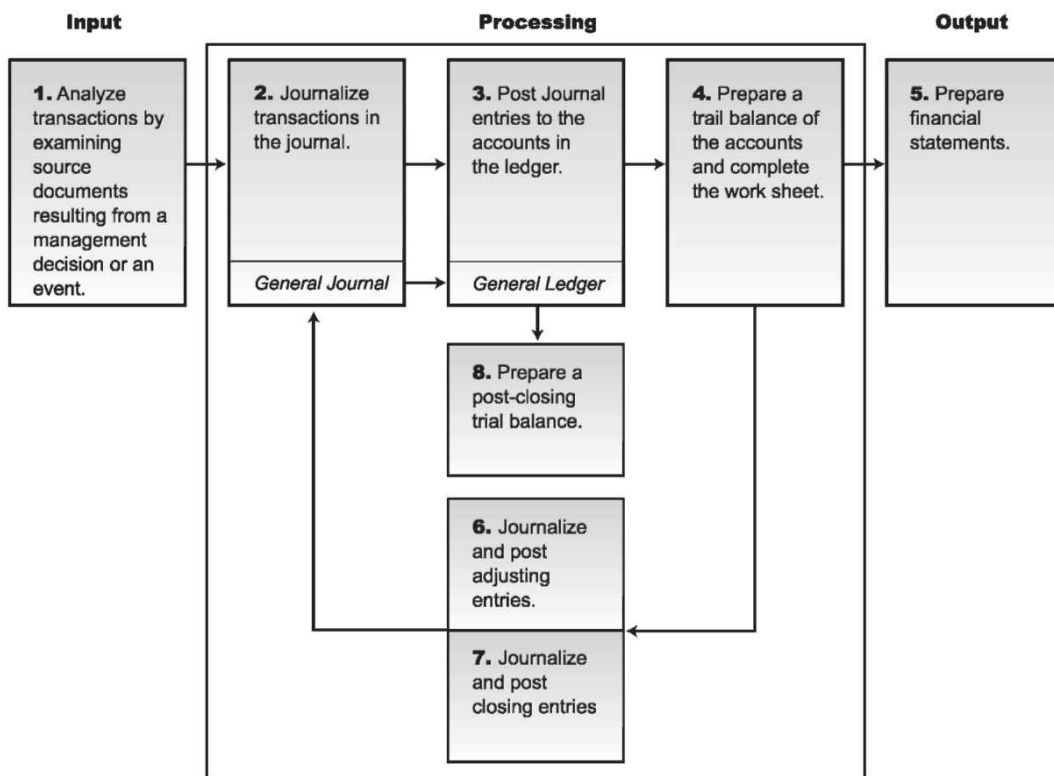 Input
Processing
Output
1. Analyze
transactions by
examining
source
documents
resulting from a
management
decision or an
event.
2. Journalize
transactions in
the journal.
General Journal
3. Post Journal
entries to the
accounts in
the ledger.
General Ledger
4. Prepare a
trail balance of
the accounts
and complete
the work sheet.
5. Prepare
financial
statements.
8. Prepare a
post-closing
trial balance.
6. Journalize
and post
adjusting
entries.
7. Journalize
and post
closing entries